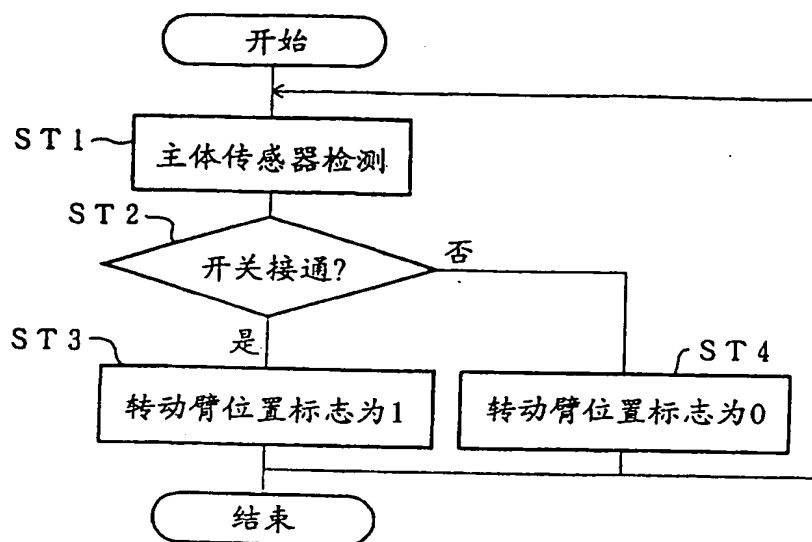 开始
ST1
主体传感器检测
ST2
开关接通?
否
是
ST3
转动臂位置标志为1
ST4
转动臂位置标志为0
结束